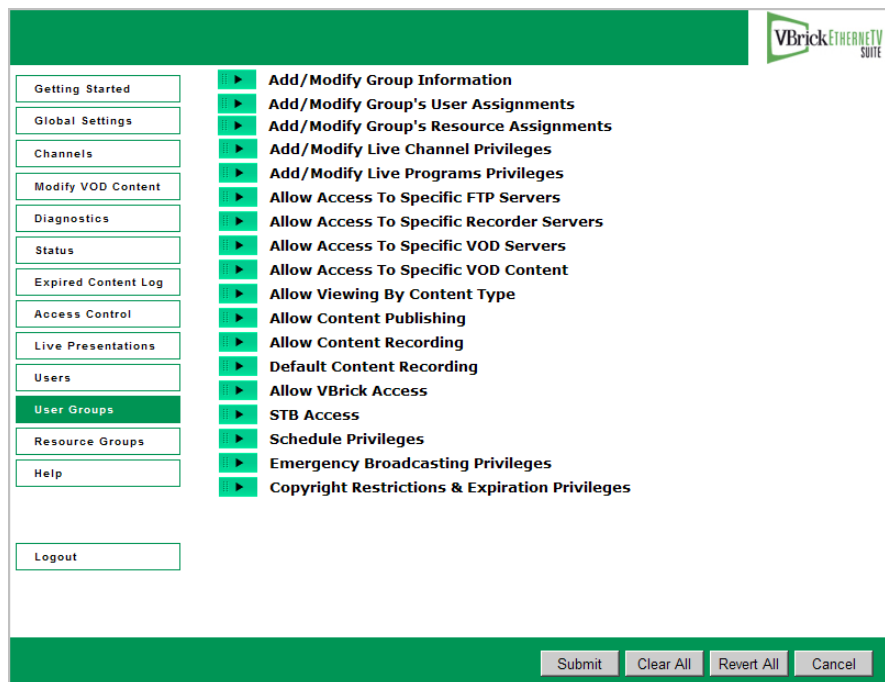 VBrick ETHERNETV
SUITE
Getting Started
Global Settings
Channels
Modify VOD Content
Diagnostics
Status
Expired Content Log
Access Control
Live Presentations
Users
User Groups
Resource Groups
Help
Logout
Add/Modify Group Information
Add/Modify Group's User Assignments
Add/Modify Group's Resource Assignments
Add/Modify Live Channel Privileges
Add/Modify Live Programs Privileges
Allow Access To Specific FTP Servers
Allow Access To Specific Recorder Servers
Allow Access To Specific VOD Servers
Allow Access To Specific VOD Content
Allow Viewing By Content Type
Allow Content Publishing
Allow Content Recording
Default Content Recording
Allow VBrick Access
STB Access
Schedule Privileges
Emergency Broadcasting Privileges
Copyright Restrictions & Expiration Privileges
Submit
Clear All
Revert All
Cancel